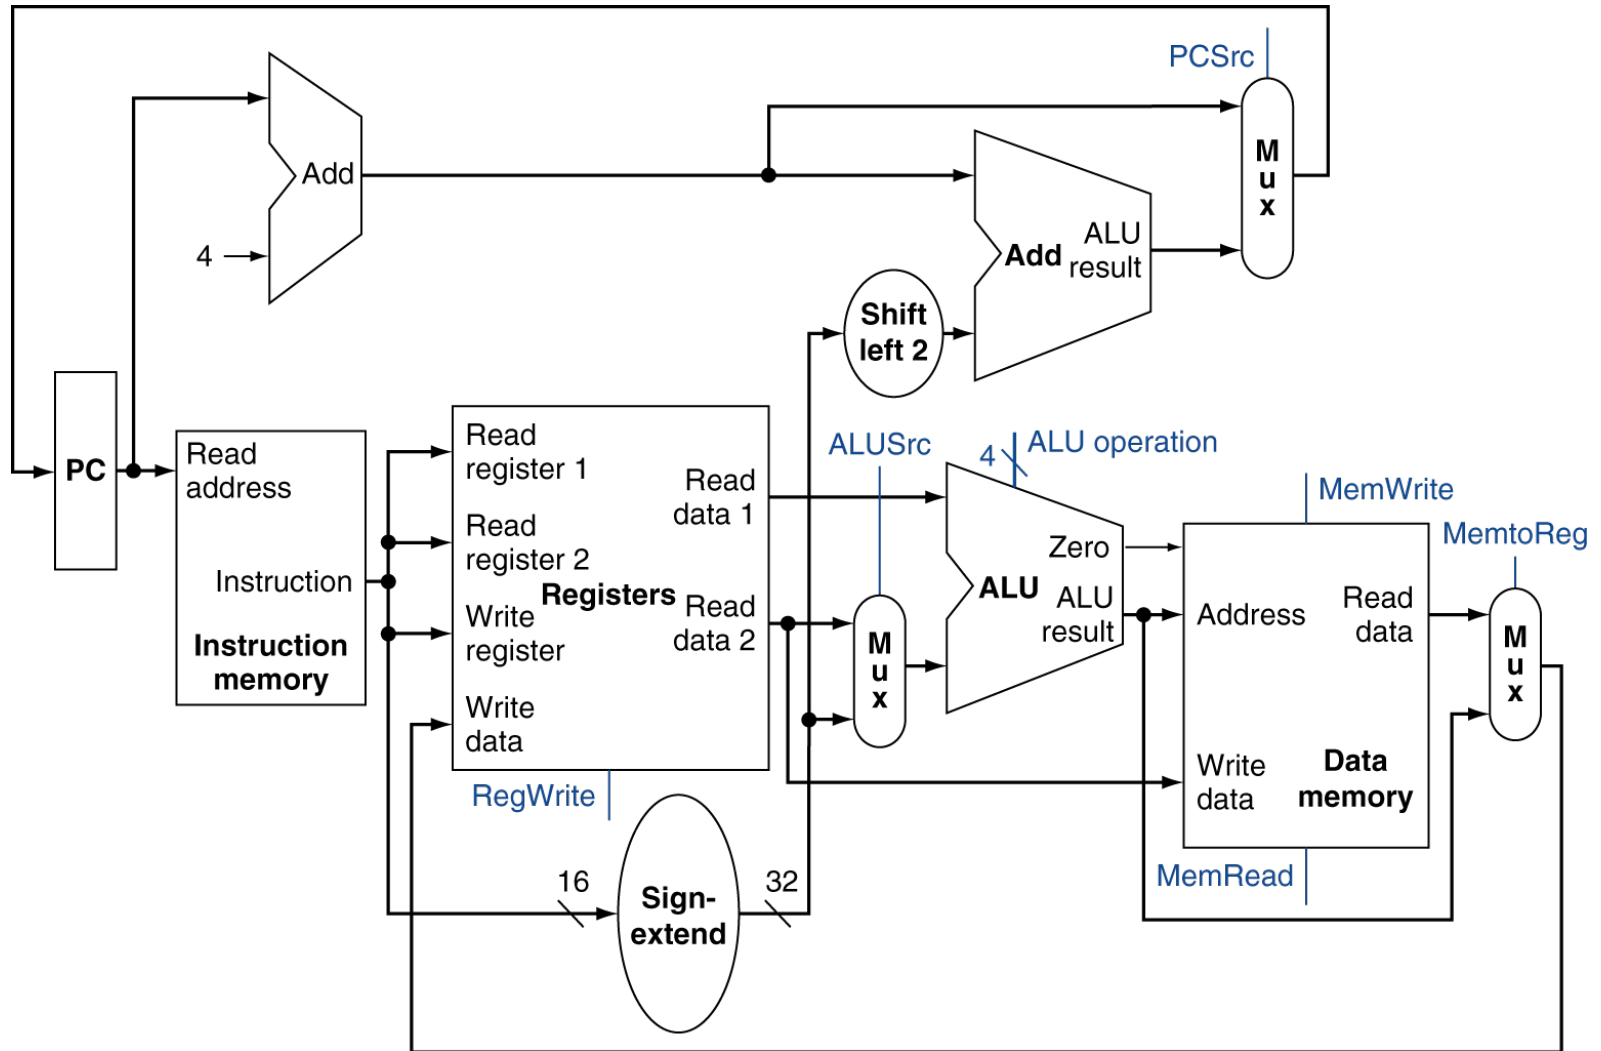 PCSrc
M
u
x
Add
4
Add
ALU
result
Shift
left 2
PC
Read
address
Instruction
Instruction
memory
Read
register 1
Read
register 2
Write
register
Write
data
Registers
Read
data 1
Read
data 2
RegWrite
16
Sign-
extend
32
ALUSrc
M
u
x
4
ALU operation
Zero
ALU
ALU
result
MemWrite
Address
Read
data
Write
data
Data
memory
MemRead
MemtoReg
M
u
x